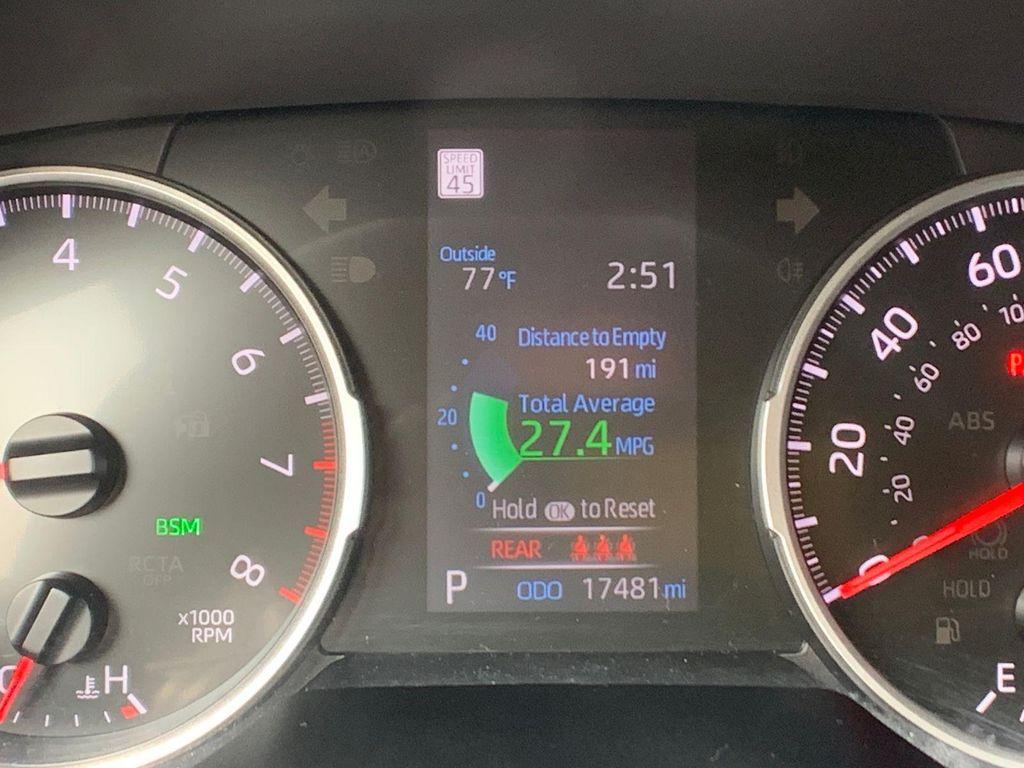 SPEED
LIMIT
45
Outside
77°F
2:51
40
20
0
Distance to Empty
191 mi
Total Average
27.4 MPG
Hold OK to Reset
REAR
P
ODO 17481 mi
4
5
6
7
8
x1000
RPM
BSM
RCTA
OFF
H
60
40
20
0
80
60
40
20
ABS
HOLD
HOLD
E